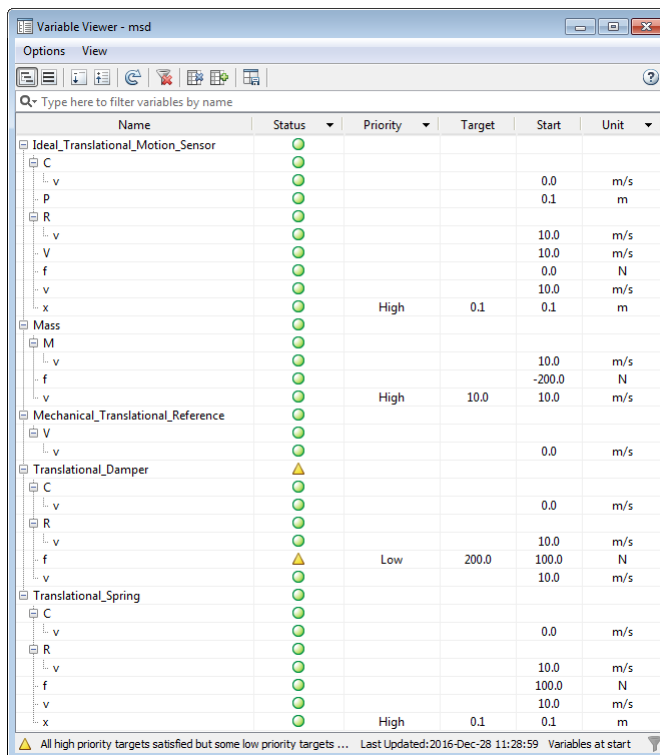 Variable Viewer - msd
Options View
Type here to filter variables by name
Name Status Priority Target Start Unit
Ideal_Translational_Motion_Sensor
C
v 0.0 m/s
P 0.1 m
R
v 10.0 m/s
V 10.0 m/s
f 0.0 N
v 10.0 m/s
x High 0.1 0.1 m
Mass
M
v 10.0 m/s
f -200.0 N
v High 10.0 10.0 m/s
Mechanical_Translational_Reference
V
v 0.0 m/s
Translational_Damper
C
v 0.0 m/s
R
v 10.0 m/s
f Low 200.0 100.0 N
v 10.0 m/s
Translational_Spring
C
v 0.0 m/s
R
v 10.0 m/s
f 100.0 N
v 10.0 m/s
x High 0.1 0.1 m
All high priority targets satisfied but some low priority targets ... Last Updated:2016-Dec-28 11:28:59 Variables at start